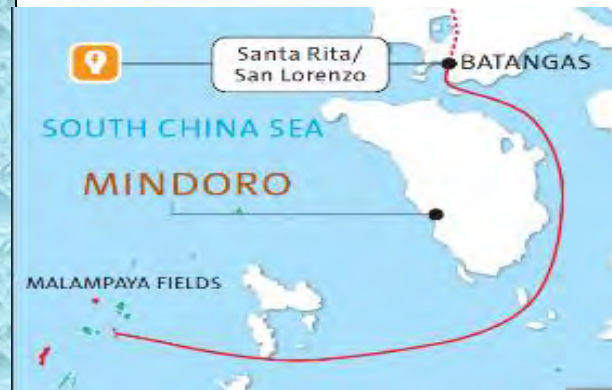 Santa Rita/
San Lorenzo
BATANGAS
SOUTH CHINA SEA
MINDORO
MALAMPAYA FIELDS